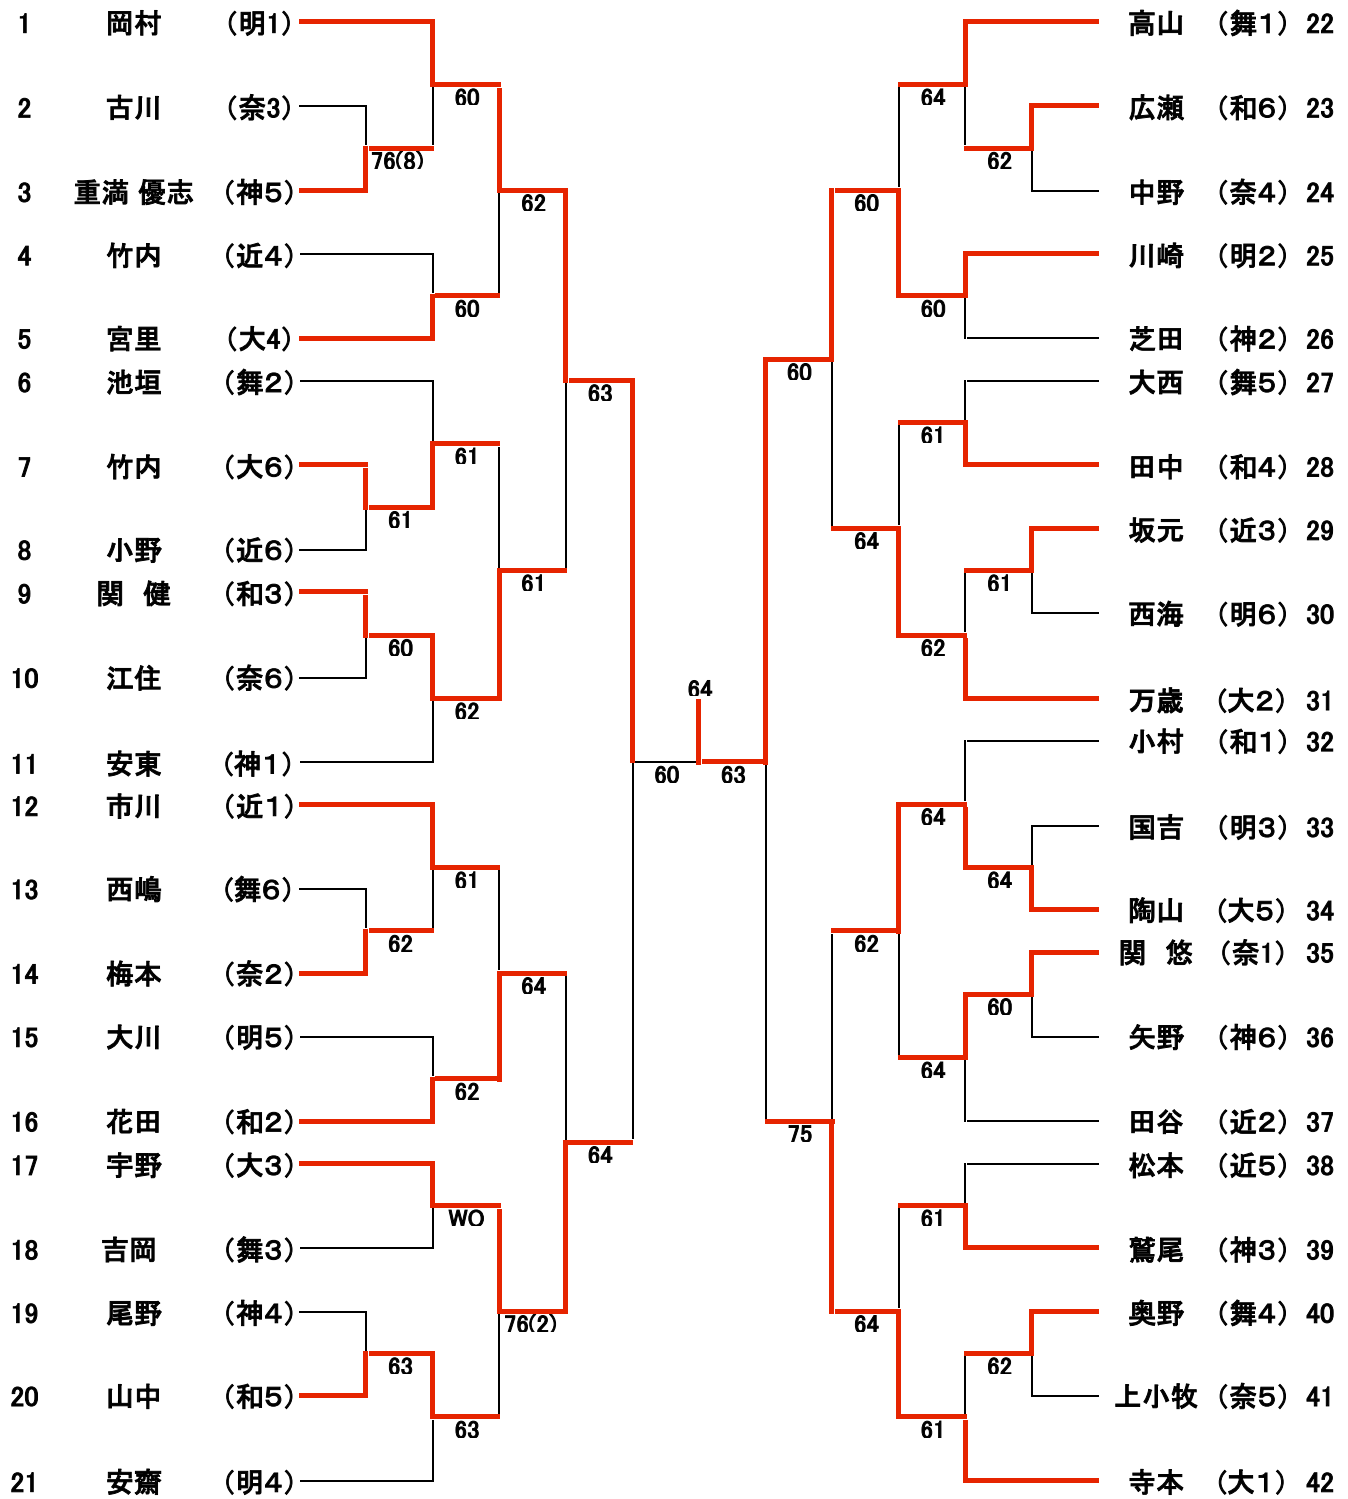 1 岡村 (明1)
2 古川 (奈3)
3 重満 優志 (神5)
4 竹内 (近4)
5 宮里 (大4)
6 池垣 (舞2)
7 竹内 (大6)
8 小野 (近6)
9 関 健 (和3)
10 江住 (奈6)
11 安東 (神1)
12 市川 (近1)
13 西嶋 (舞6)
14 梅本 (奈2)
15 大川 (明5)
16 花田 (和2)
17 宇野 (大3)
18 吉岡 (舞3)
19 尾野 (神4)
20 山中 (和5)
21 安齋 (明4)
60
76(8)
62
60
63
61
61
61
60
62
61
62
64
62
64
WO
76(2)
63
63
64
60
63
64
62
60
60
60
61
64
61
62
64
64
62
60
64
75
61
64
62
61
高山 (舞1) 22
広瀬 (和6) 23
中野 (奈4) 24
川崎 (明2) 25
芝田 (神2) 26
大西 (舞5) 27
田中 (和4) 28
坂元 (近3) 29
西海 (明6) 30
万歳 (大2) 31
小村 (和1) 32
国吉 (明3) 33
陶山 (大5) 34
関 悠 (奈1) 35
矢野 (神6) 36
田谷 (近2) 37
松本 (近5) 38
鷲尾 (神3) 39
奥野 (舞4) 40
上小牧 (奈5) 41
寺本 (大1) 42